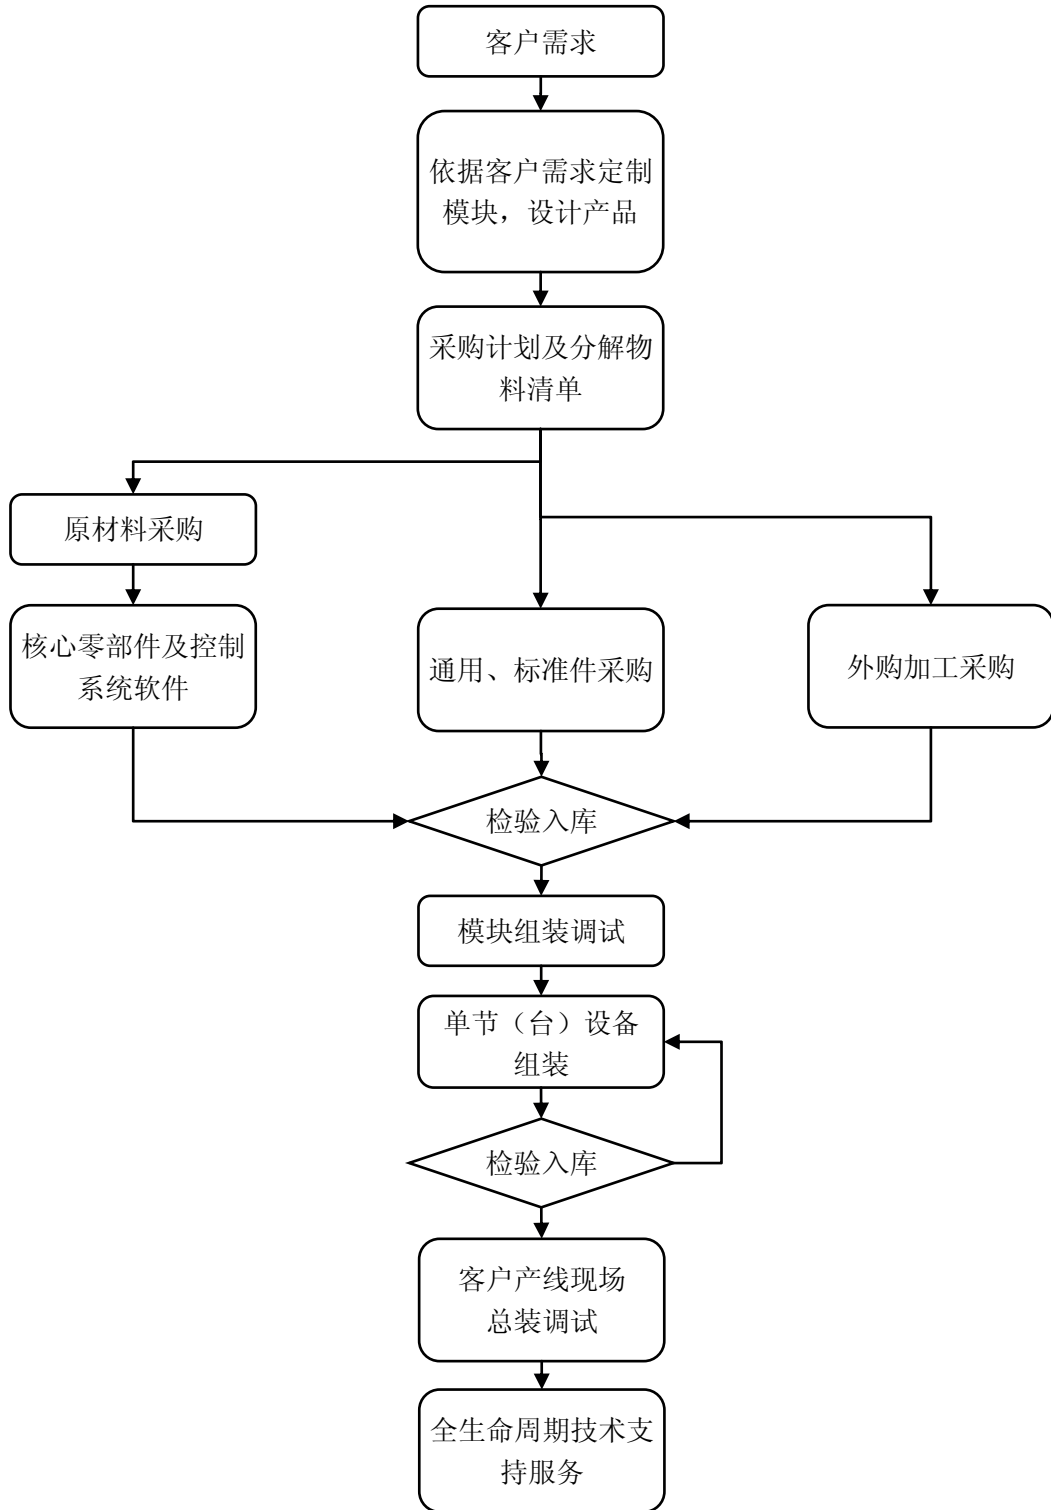 客户需求
依据客户需求定制
模块，设计产品
采购计划及分解物
料清单
原材料采购
核心零部件及控制
系统软件
通用、标准件采购
外购加工采购
检验入库
模块组装调试
单节（台）设备
组装
检验入库
客户产线现场
总装调试
全生命周期技术支
持服务